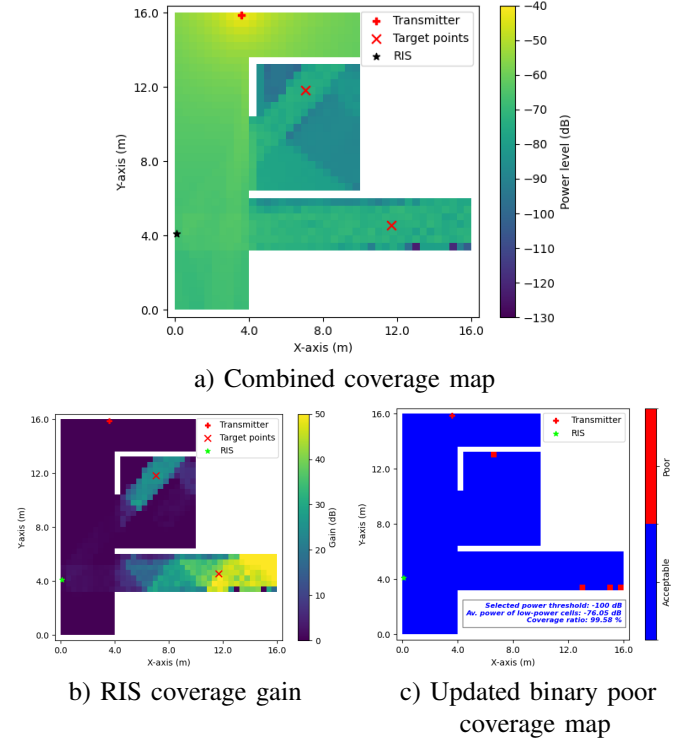 16.0
12.0
8.0
4.0
0.0
Y-axis (m)
0.0 4.0 8.0 12.0 16.0
X-axis (m)
Transmitter
Target points
RIS
−40
−50
−60
−70
−80
−90
−100
−110
−120
−130
Power level (dB)
a) Combined coverage map
16.0
12.0
8.0
4.0
0.0
Y-axis (m)
0.0 4.0 8.0 12.0 16.0
X-axis (m)
Transmitter
Target points
RIS
50
40
30
20
10
0
Gain (dB)
b) RIS coverage gain
16.0
12.0
8.0
4.0
0.0
Y-axis (m)
0.0 4.0 8.0 12.0 16.0
X-axis (m)
Transmitter
RIS
Selected power threshold: -100 dB
Av. power of low-power cells: -76.05 dB
Coverage ratio: 99.58 %
Poor
Acceptable
c) Updated binary poor
coverage map